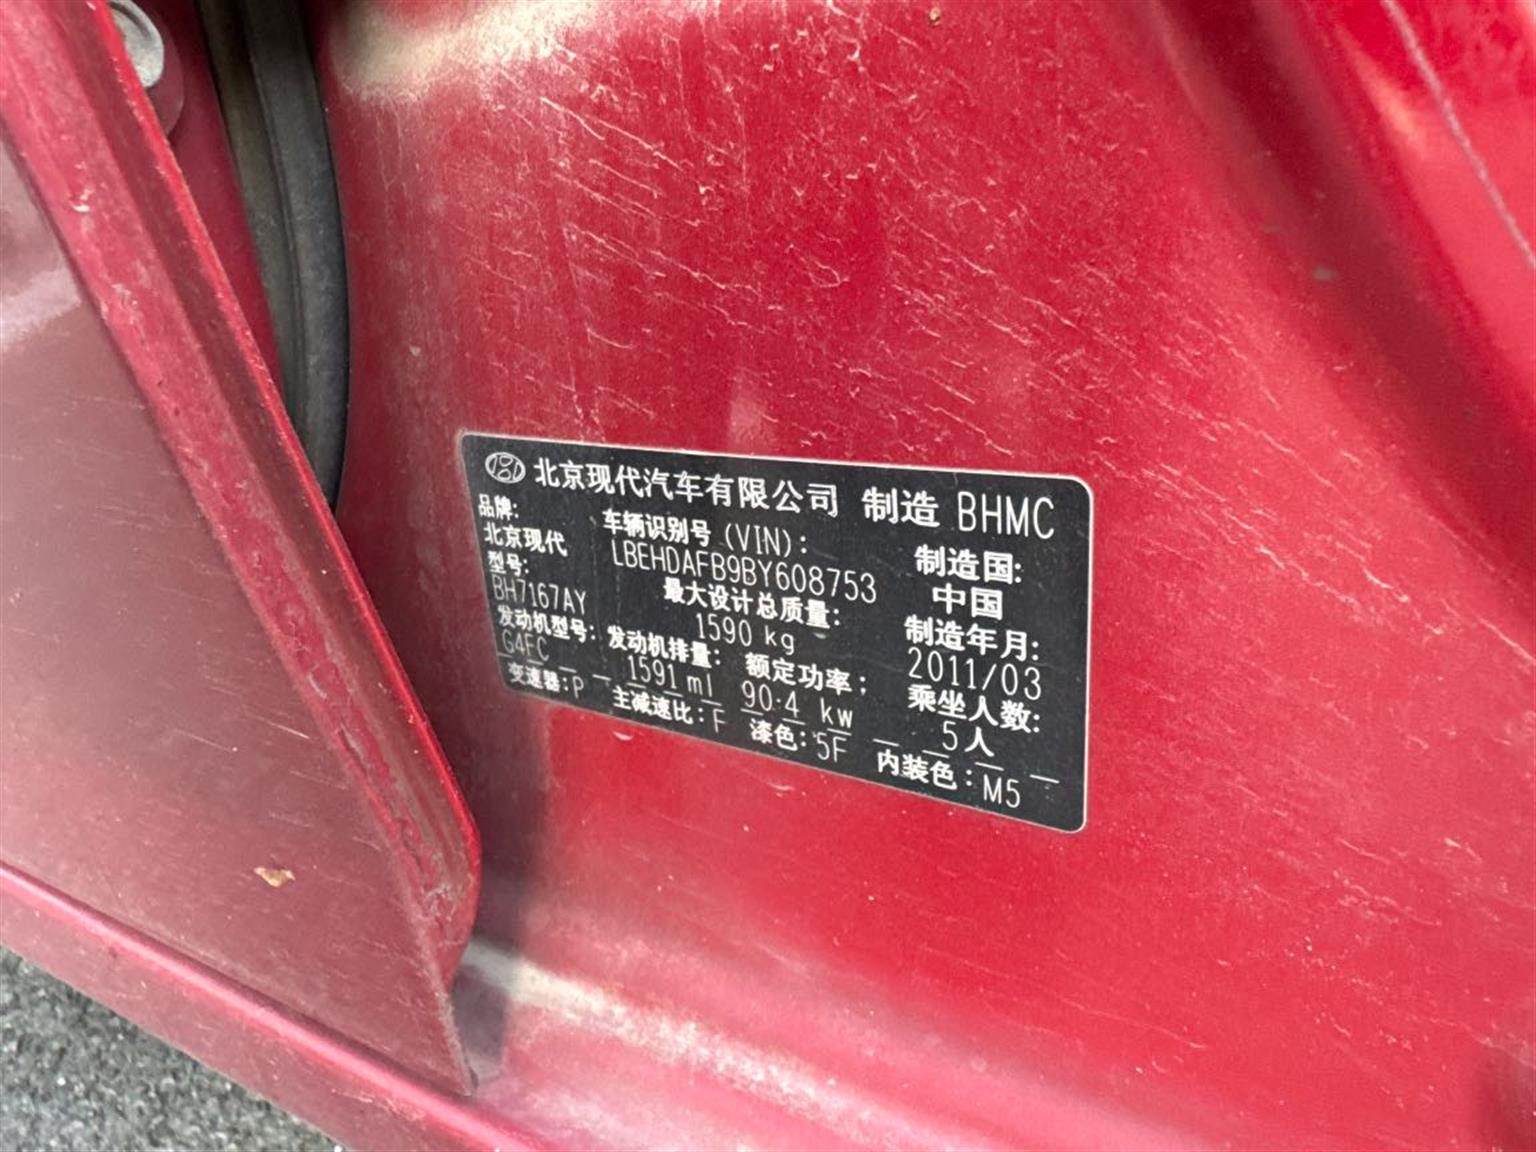 北京现代汽车有限公司 制造 BHMC
品牌: 车辆识别号(VIN): 制造国:
北京现代 LBEHDAFB9BY608753 中国
型号: 最大设计总质量: 制造年月:
BH7167AY 1590 kg 2011/03
发动机型号: 发动机排量: 额定功率: 乘坐人数:
G4FC 1591 ml 90.4 kw 5人
变速器:P 主减速比:F 漆色:5F 内装色:M5